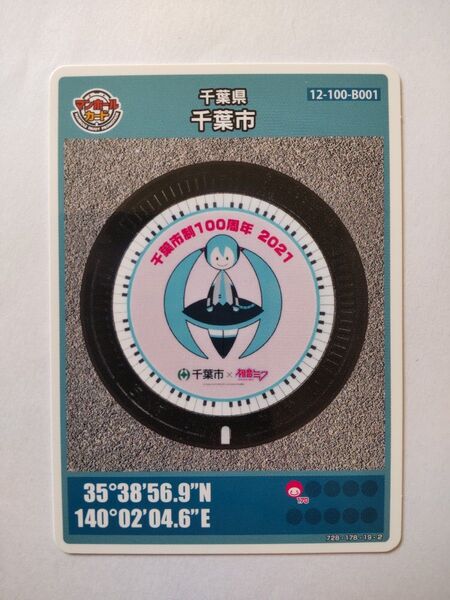 マンホール
カード
千葉県
千葉市
12-100-B001
千葉市制100周年 2021
千葉市 × 初音ミク
35°38'56.9"N
140°02'04.6"E
170
728-178-19-2